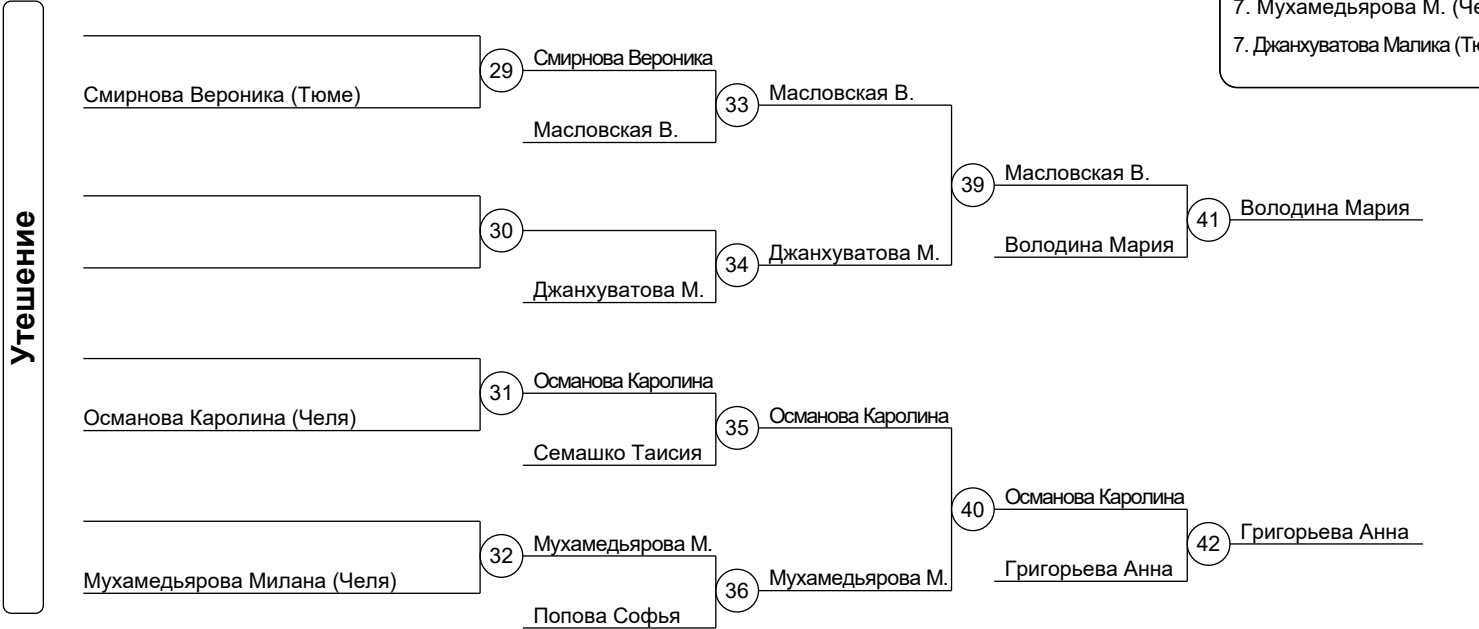 7. Мухамедьярова М. (Че
7. Джанхуватова Малика (Тю
Утешение
Смирнова Вероника (Тюме)
29
Смирнова Вероника
Масловская В.
33
Масловская В.
30
Джанхуватова М.
34
Джанхуватова М.
39
Масловская В.
Володина Мария
41
Володина Мария
Османова Каролина (Челя)
31
Османова Каролина
Семашко Таисия
35
Османова Каролина
Мухамедьярова Милана (Челя)
32
Мухамедьярова М.
Попова Софья
36
Мухамедьярова М.
40
Османова Каролина
Григорьева Анна
42
Григорьева Анна